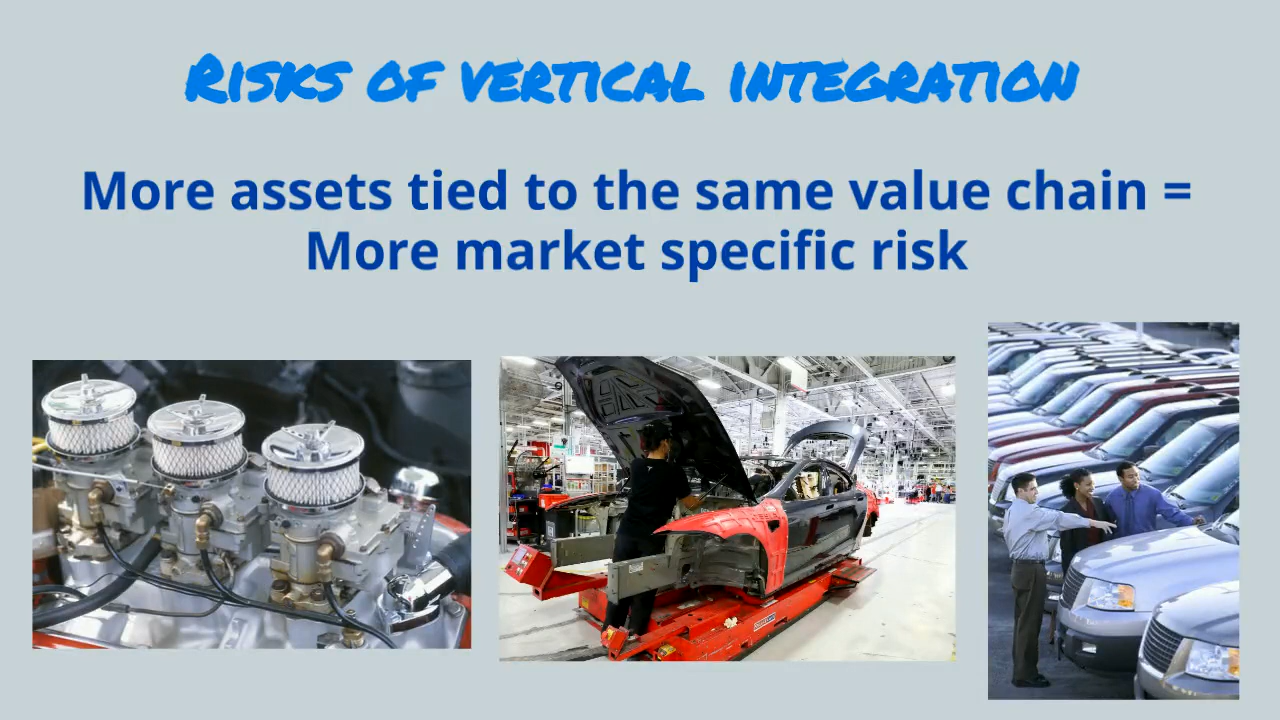 Risks of vertical integration
More assets tied to the same value chain =
More market specific risk